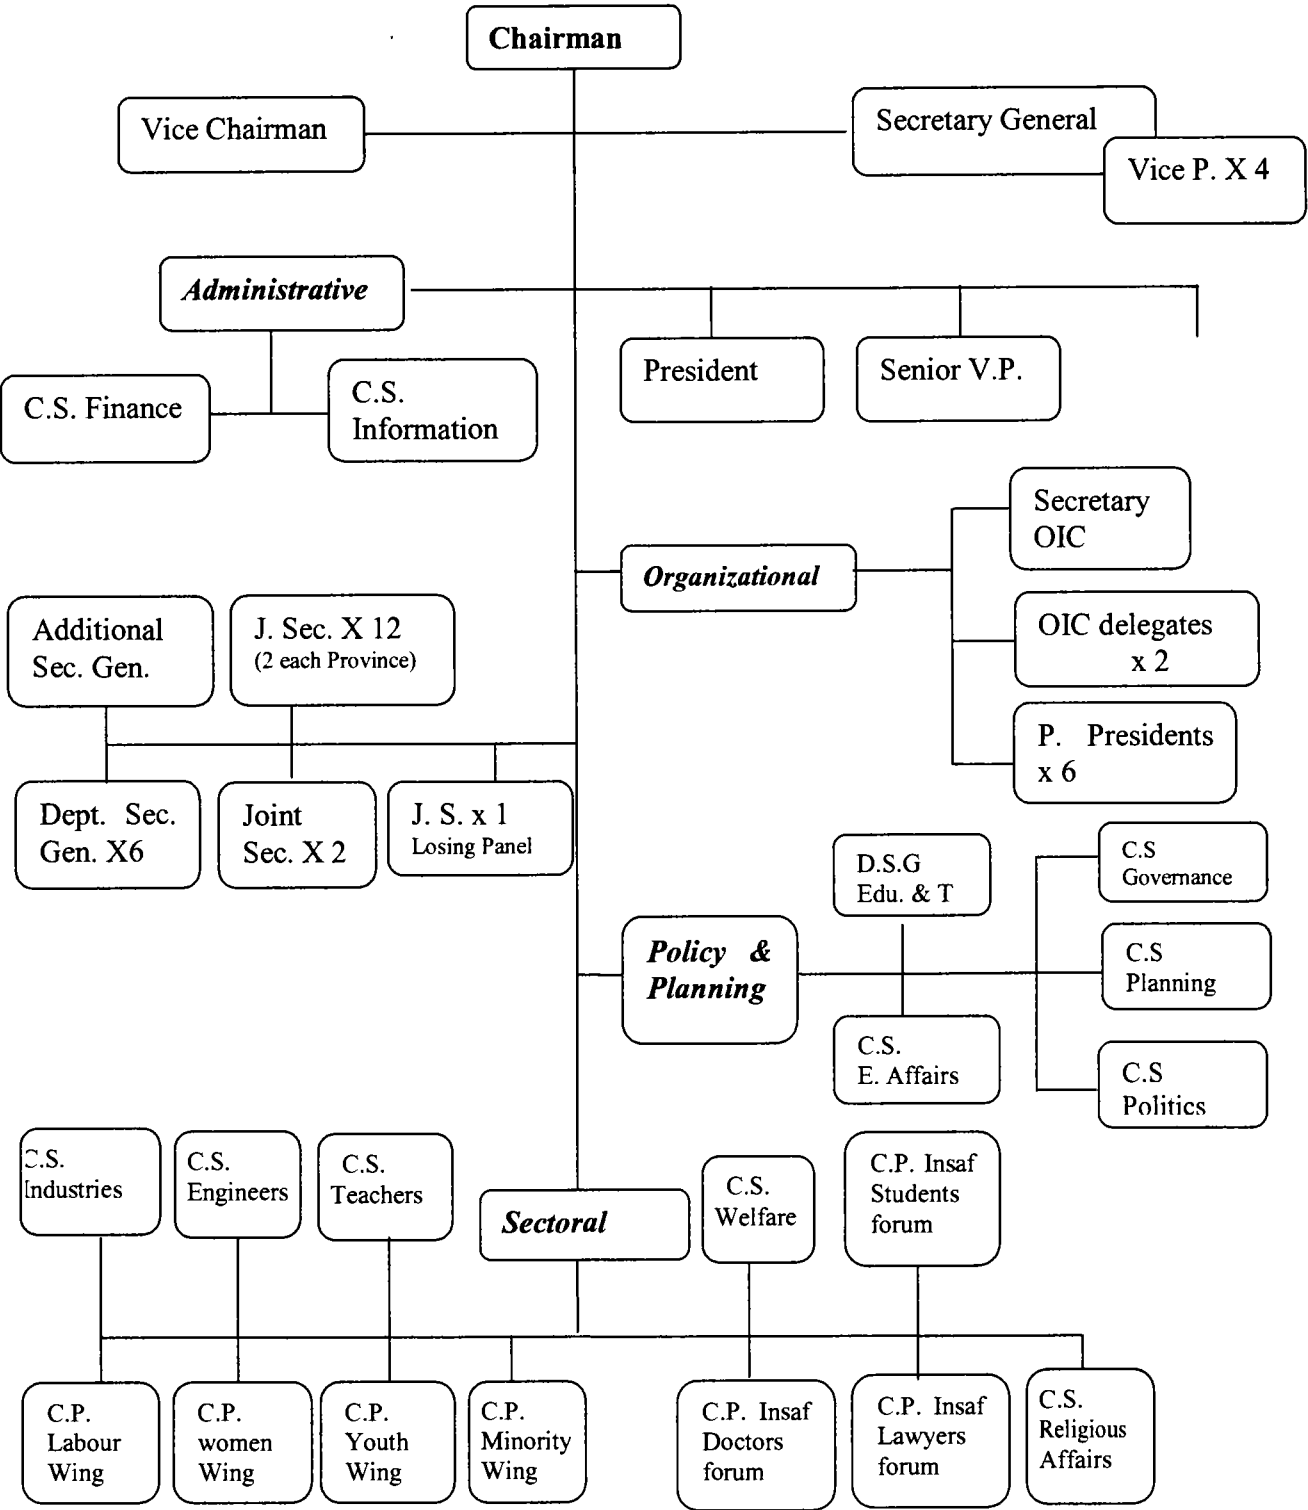 Chairman
Vice Chairman
Secretary General
Vice P. X 4
Administrative
President
Senior V.P.
C.S. Finance
C.S.
Information
Secretary
OIC
Organizational
OIC delegates
x 2
P. Presidents
x 6
Additional
Sec. Gen.
J. Sec. X 12
(2 each Province)
Dept. Sec.
Gen. X6
Joint
Sec. X 2
J. S. x 1
Losing Panel
D.S.G
Edu. & T
C.S
Governance
Policy &
Planning
C.S
Planning
C.S.
E. Affairs
C.S
Politics
C.S.
Industries
C.S.
Engineers
C.S.
Teachers
Sectoral
C.S.
Welfare
C.P. Insaf
Students
forum
C.P.
Labour
Wing
C.P.
women
Wing
C.P.
Youth
Wing
C.P.
Minority
Wing
C.P. Insaf
Doctors
forum
C.P. Insaf
Lawyers
forum
C.S.
Religious
Affairs